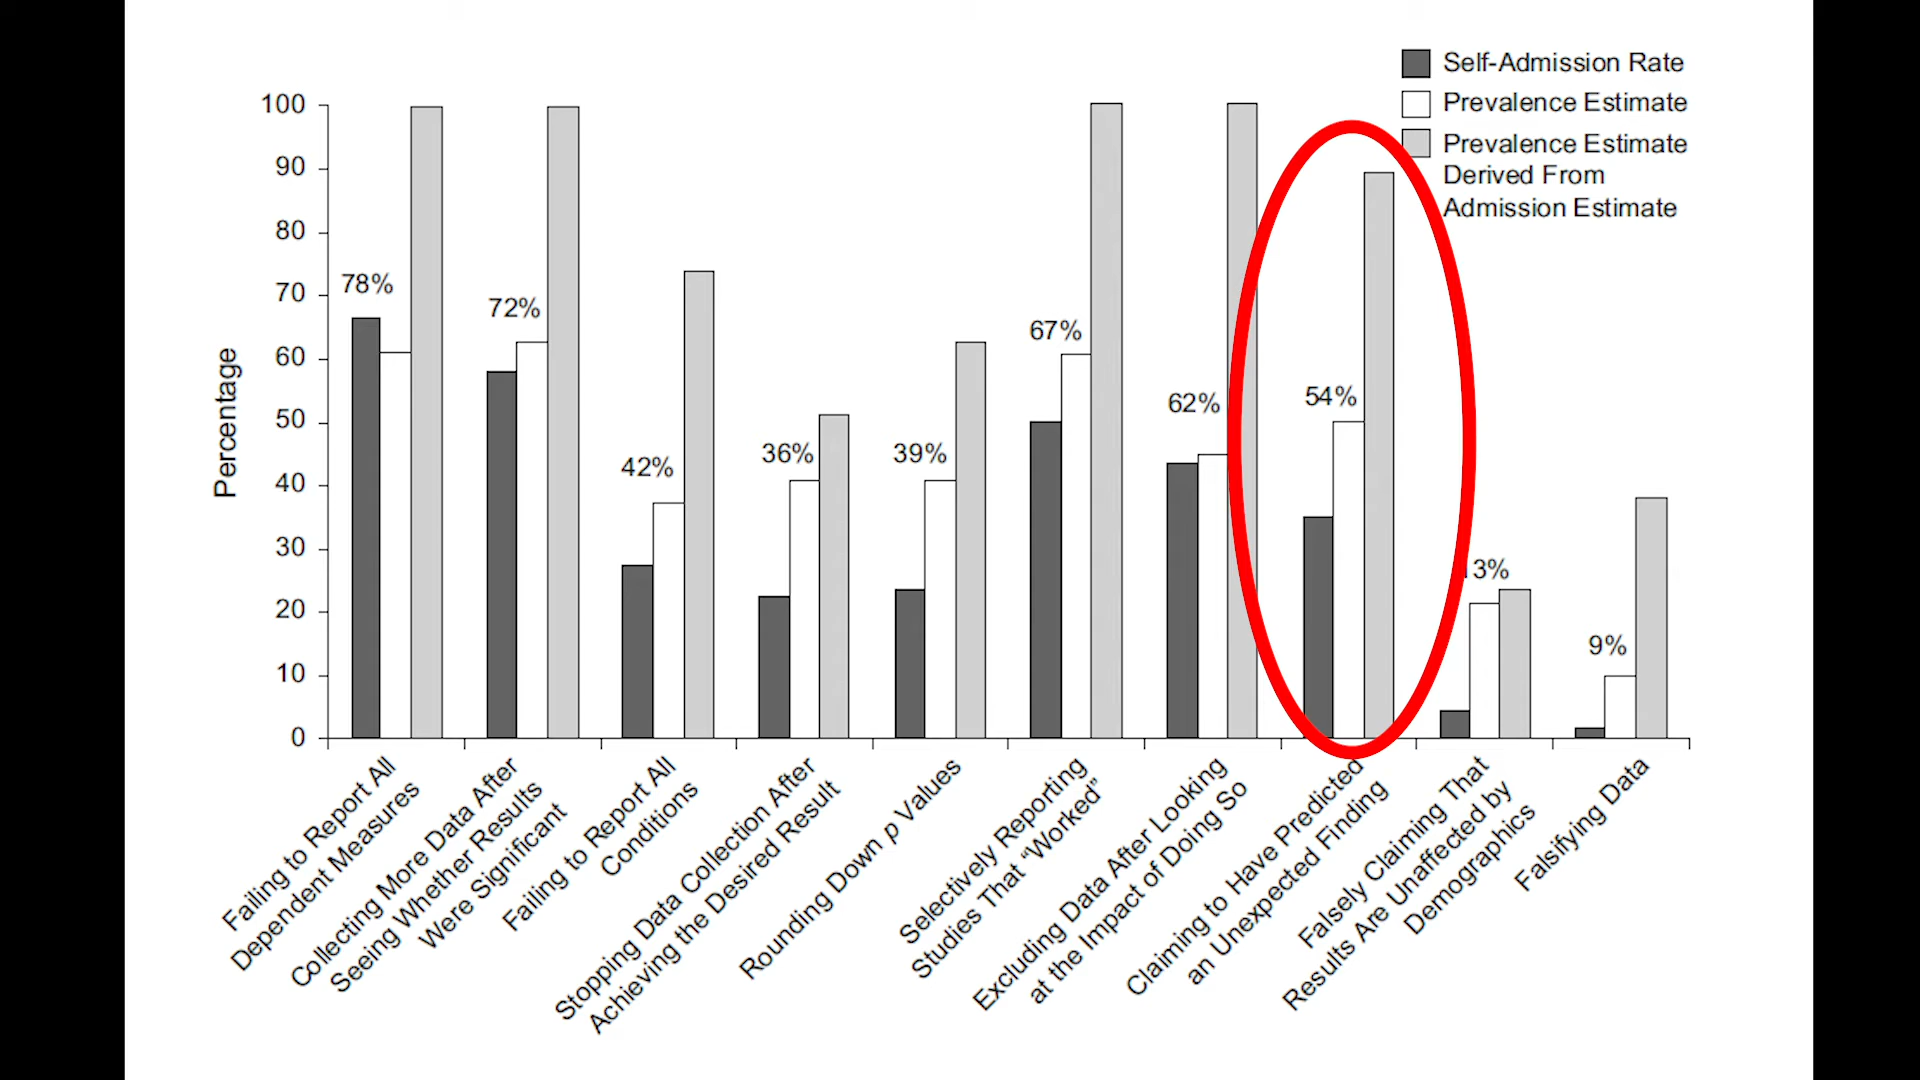 Self-Admission Rate
Prevalence Estimate
Prevalence Estimate
Derived From
Admission Estimate
100
90
80
70
60
50
40
30
20
10
0
Percentage
78%
72%
42%
36%
39%
67%
62%
54%
3%
9%
Failing to Report All
Dependent Measures
Collecting More Data After
Seeing Whether Results
Were Significant
Failing to Report All
Conditions
Stopping Data Collection After
Achieving the Desired Result
Rounding Down p Values
Selectively Reporting
Studies That “Worked”
Excluding Data After Looking
at the Impact of Doing So
Claiming to Have Predicted
an Unexpected Finding
Falsely Claiming That
Results Are Unaffected by
Demographics
Falsifying Data